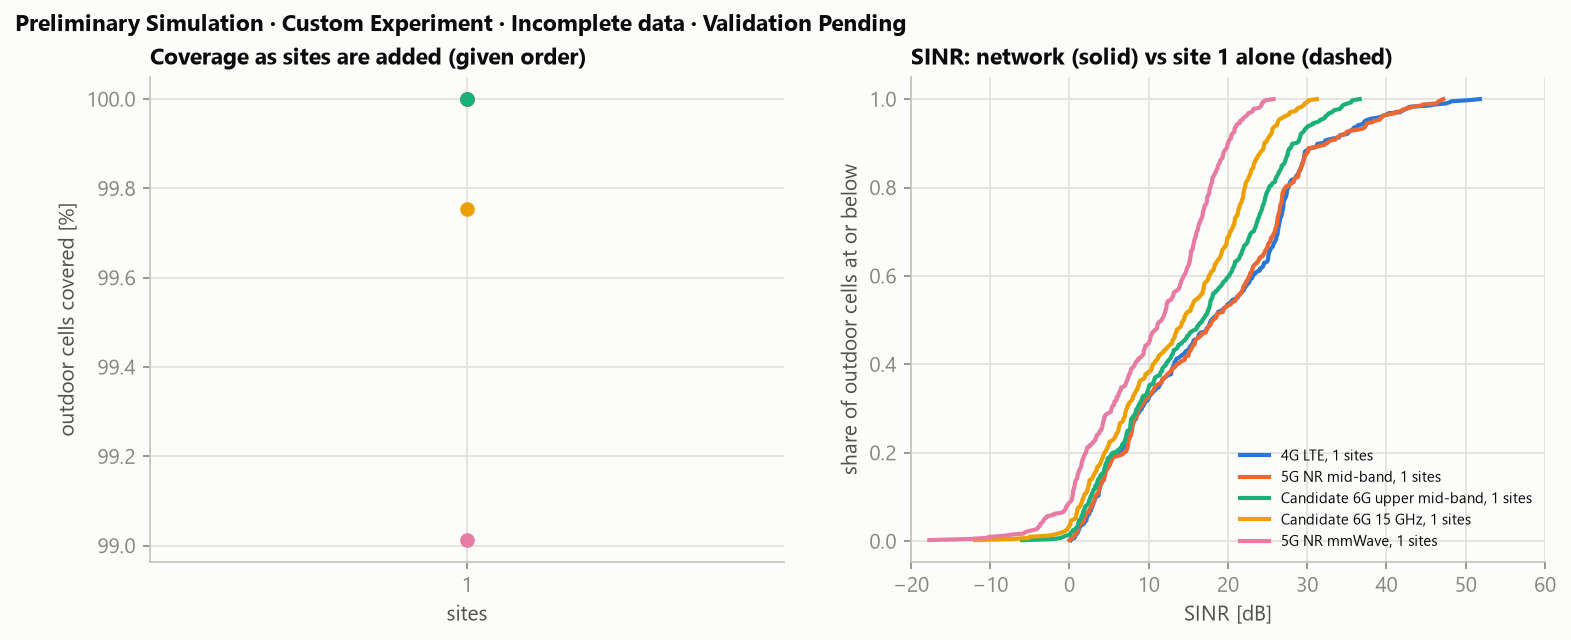 Preliminary Simulation · Custom Experiment · Incomplete data · Validation Pending
Coverage as sites are added (given order)
outdoor cells covered [%]
100.0
99.8
99.6
99.4
99.2
99.0
1
sites
SINR: network (solid) vs site 1 alone (dashed)
share of outdoor cells at or below
1.0
0.8
0.6
0.4
0.2
0.0
4G LTE, 1 sites
5G NR mid-band, 1 sites
Candidate 6G upper mid-band, 1 sites
Candidate 6G 15 GHz, 1 sites
5G NR mmWave, 1 sites
−20 −10 0 10 20 30 40 50 60
SINR [dB]